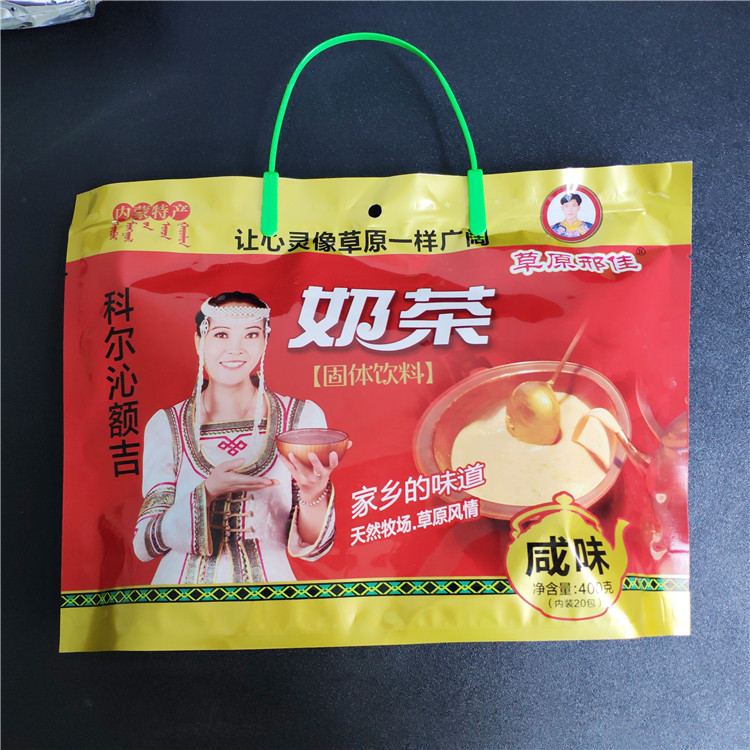 内蒙特产
让心灵像草原一样广阔
草原邢佳®
科尔沁额吉
奶茶
【固体饮料】
家乡的味道
天然牧场.草原风情
咸味
净含量:400克
(内装20包)